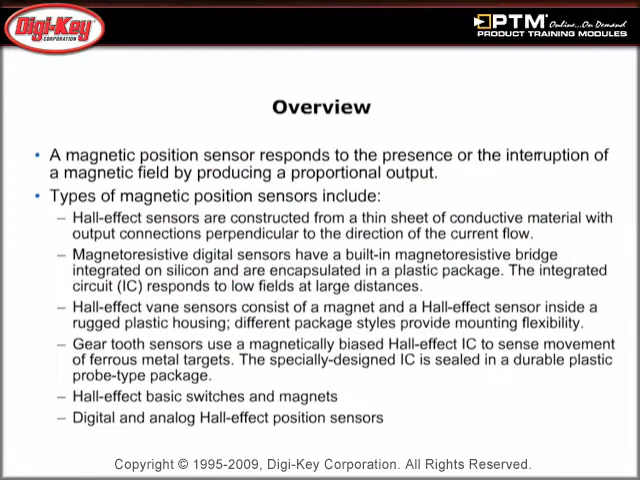 Digi-Key
CORPORATION
PTM
Online...On Demand
PRODUCT TRAINING MODULES
Overview
• A magnetic position sensor responds to the presence or the interruption of
a magnetic field by producing a proportional output.
• Types of magnetic position sensors include:
– Hall-effect sensors are constructed from a thin sheet of conductive material with
output connections perpendicular to the direction of the current flow.
– Magnetoresistive digital sensors have a built-in magnetoresistive bridge
integrated on silicon and are encapsulated in a plastic package. The integrated
circuit (IC) responds to low fields at large distances.
– Hall-effect vane sensors consist of a magnet and a Hall-effect sensor inside a
rugged plastic housing; different package styles provide mounting flexibility.
– Gear tooth sensors use a magnetically biased Hall-effect IC to sense movement
of ferrous metal targets. The specially-designed IC is sealed in a durable plastic
probe-type package.
– Hall-effect basic switches and magnets
– Digital and analog Hall-effect position sensors
Copyright © 1995-2009, Digi-Key Corporation. All Rights Reserved.